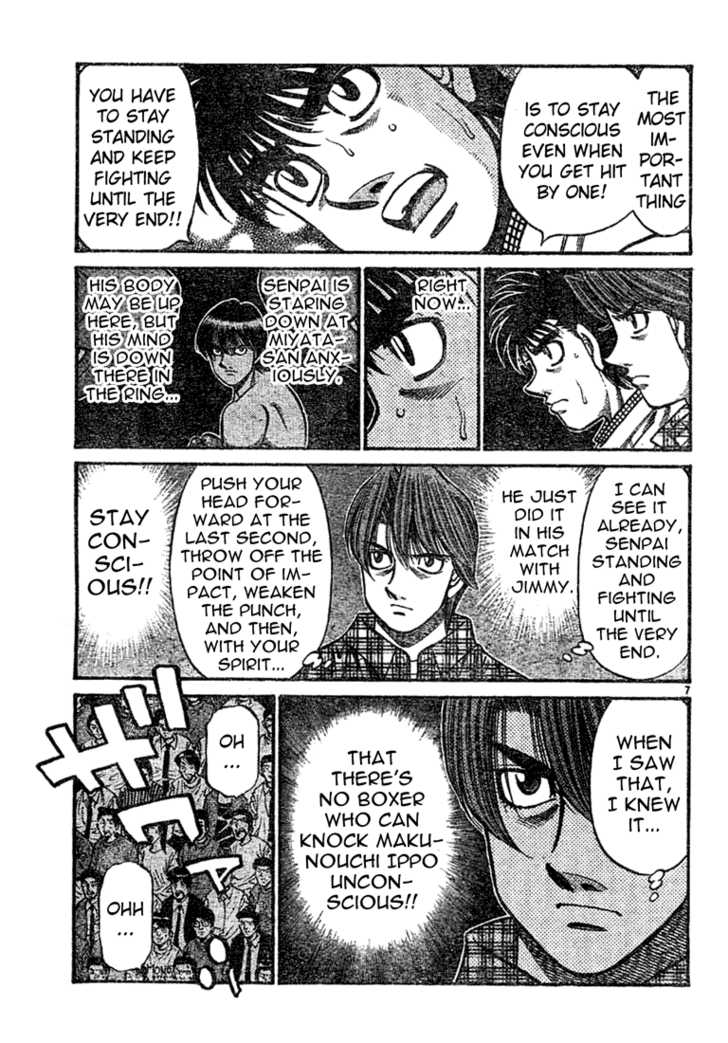 THE
MOST
IM-
POR-
TANT
THING
IS TO STAY
CONSCIOUS
EVEN WHEN
YOU GET HIT
BY ONE!
YOU HAVE
TO STAY
STANDING
AND KEEP
FIGHTING
UNTIL THE
VERY END!!
RIGHT
NOW...
SENPAI IS
STARING
DOWN AT
MIYATA-
SAN ANX-
IOUSLY.
HIS BODY
MAY BE UP
HERE, BUT
HIS MIND
IS DOWN
THERE IN
THE RING...
I CAN
SEE IT
ALREADY,
SENPAI
STANDING
AND
FIGHTING
UNTIL
THE VERY
END.
HE JUST
DID IT
IN HIS
MATCH
WITH
JIMMY.
PUSH YOUR
HEAD FOR-
WARD AT THE
LAST SECOND,
THROW OFF THE
POINT OF IM-
PACT, WEAKEN
THE PUNCH,
AND THEN,
WITH YOUR
SPIRIT...
STAY
CON-
SCI-
OUS!!
7
WHEN
I SAW
THAT,
I KNEW
IT...
THAT
THERE'S
NO BOXER
WHO CAN
KNOCK MAKU-
NOUCHI IPPO
UNCON-
SCIOUS!!
OH
...
OHH
...
ザワ